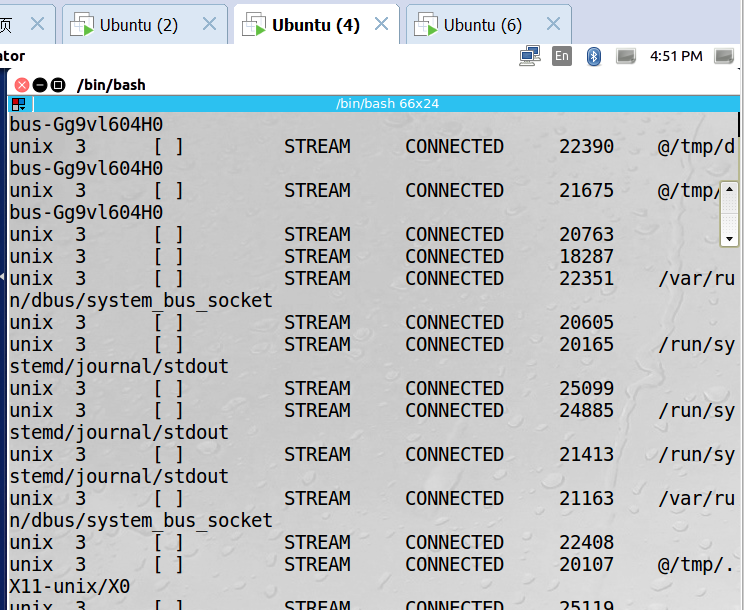 页 Ubuntu (2) Ubuntu (4) Ubuntu (6)
ator En 4:51 PM
/bin/bash
/bin/bash 66x24
bus-Gg9vl604H0
unix  3      [ ]         STREAM     CONNECTED     22390    @/tmp/d
bus-Gg9vl604H0
unix  3      [ ]         STREAM     CONNECTED     21675    @/tmp/
bus-Gg9vl604H0
unix  3      [ ]         STREAM     CONNECTED     20763
unix  3      [ ]         STREAM     CONNECTED     18287
unix  3      [ ]         STREAM     CONNECTED     22351    /var/ru
n/dbus/system_bus_socket
unix  3      [ ]         STREAM     CONNECTED     20605
unix  3      [ ]         STREAM     CONNECTED     20165    /run/sy
stemd/journal/stdout
unix  3      [ ]         STREAM     CONNECTED     25099
unix  3      [ ]         STREAM     CONNECTED     24885    /run/sy
stemd/journal/stdout
unix  3      [ ]         STREAM     CONNECTED     21413    /run/sy
stemd/journal/stdout
unix  3      [ ]         STREAM     CONNECTED     21163    /var/ru
n/dbus/system_bus_socket
unix  3      [ ]         STREAM     CONNECTED     22408
unix  3      [ ]         STREAM     CONNECTED     20107    @/tmp/.
X11-unix/X0
unix  3      [ ]         STREAM     CONNECTED     25119